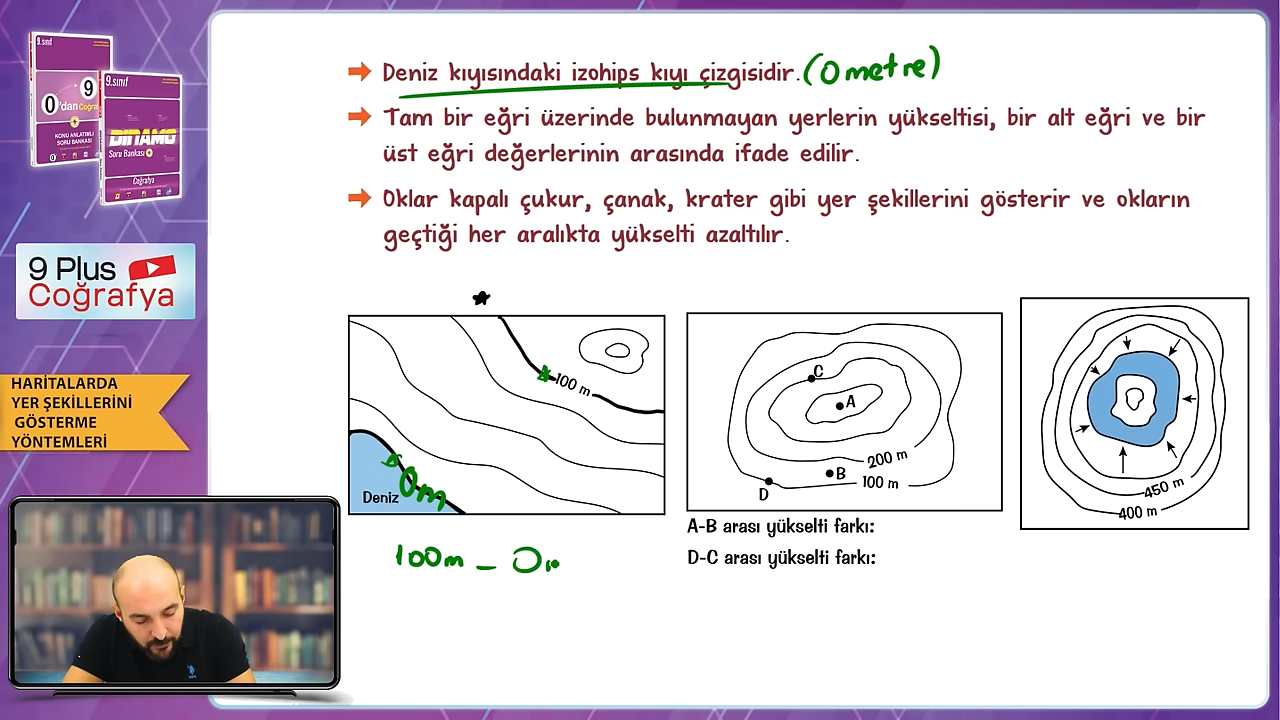 9.sınıf
9
0'dan Coğrafya
KONU ANLATIMLI
SORU BANKASI
9.sınıf
DİNAMO
Soru Bankası
Coğrafya
9 Plus
Coğrafya
HARİTALARDA
YER ŞEKİLLERİNİ
GÖSTERME
YÖNTEMLERİ
Deniz kıyısındaki izohips kıyı çizgisidir. (0 metre)
Tam bir eğri üzerinde bulunmayan yerlerin yükseltisi, bir alt eğri ve bir
üst eğri değerlerinin arasında ifade edilir.
Oklar kapalı çukur, çanak, krater gibi yer şekillerini gösterir ve okların
geçtiği her aralıkta yükselti azaltılır.
100 m
Deniz
0m
100m - 0
C
A
200 m
B
100 m
D
A-B arası yükselti farkı:
D-C arası yükselti farkı:
450 m
400 m